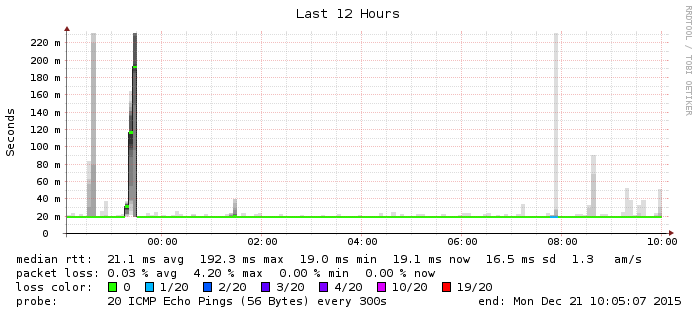 Last 12 Hours
RRDTOOL / TOBI OETIKER
Seconds
220 m
200 m
180 m
160 m
140 m
120 m
100 m
80 m
60 m
40 m
20 m
0
00:00 02:00 04:00 06:00 08:00 10:00
median rtt: 21.1 ms avg 192.3 ms max 19.0 ms min 19.1 ms now 16.5 ms sd 1.3 am/s
packet loss: 0.03 % avg 4.20 % max 0.00 % min 0.00 % now
loss color: 0 1/20 2/20 3/20 4/20 10/20 19/20
probe: 20 ICMP Echo Pings (56 Bytes) every 300s end: Mon Dec 21 10:05:07 2015